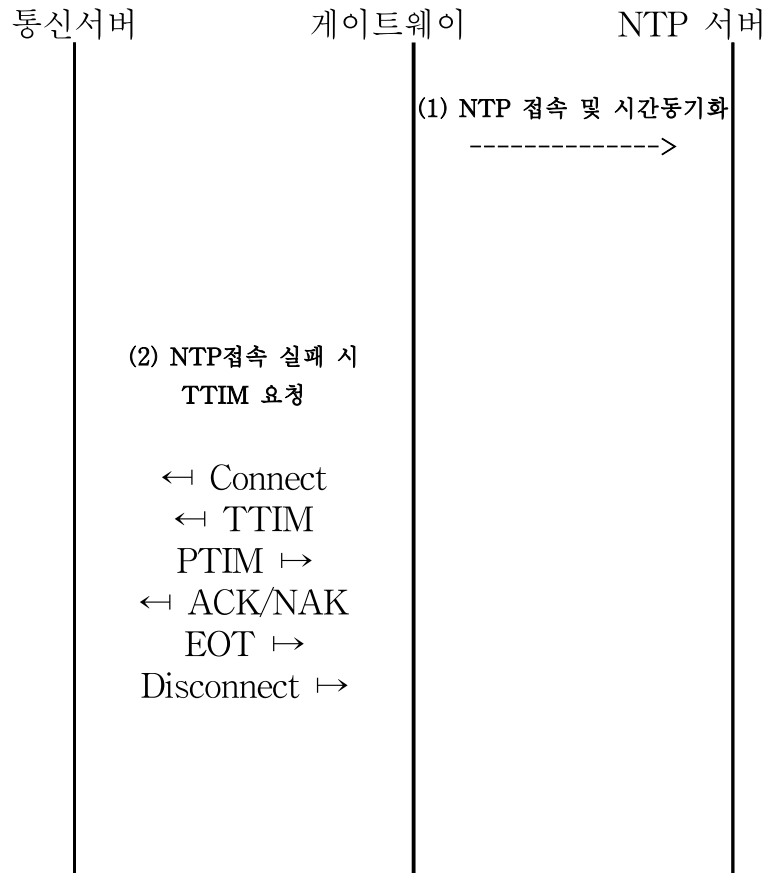 통신서버 게이트웨이 NTP 서버
(1) NTP 접속 및 시간동기화
-------------->
(2) NTP접속 실패 시
TTIM 요청
↤ Connect
↤ TTIM
PTIM ↦
↤ ACK/NAK
EOT ↦
Disconnect ↦